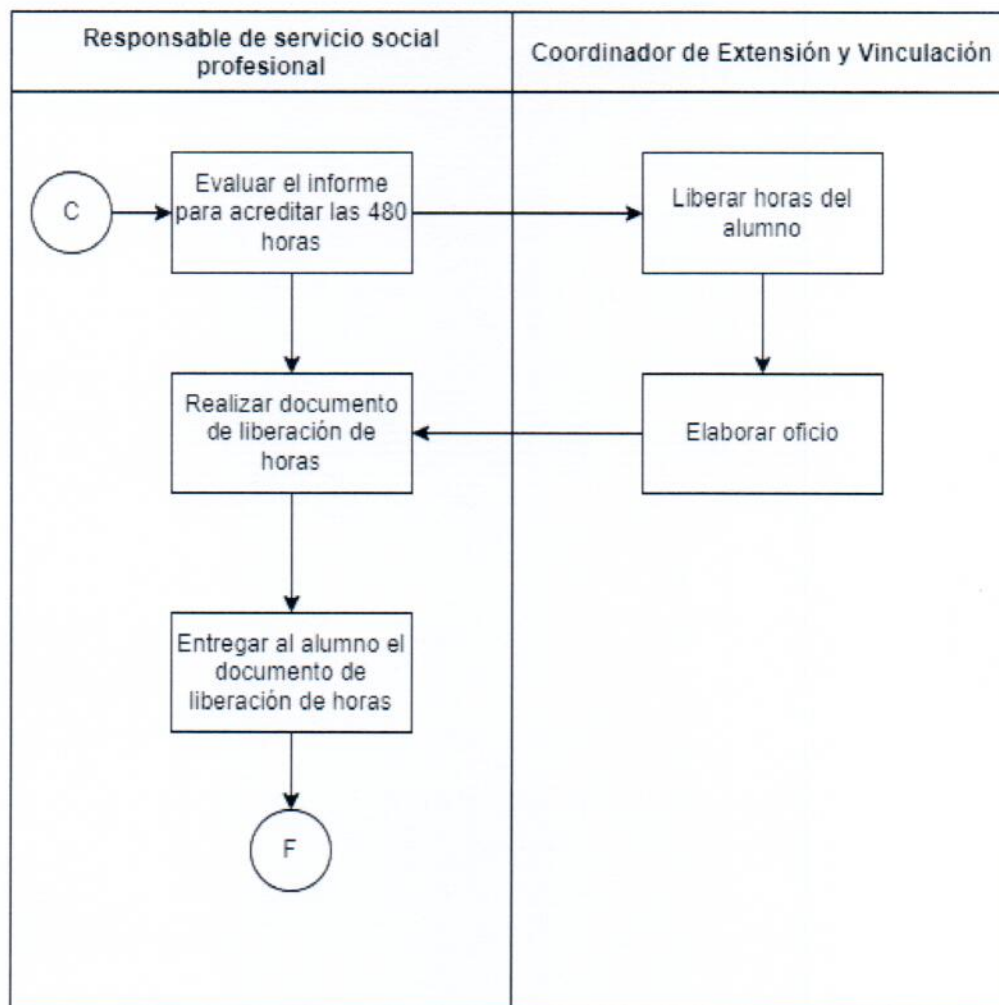 Responsable de servicio social
profesional
Coordinador de Extensión y Vinculación
C
Evaluar el informe
para acreditar las 480
horas
Liberar horas del
alumno
Realizar documento
de liberación de
horas
Elaborar oficio
Entregar al alumno el
documento de
liberación de horas
F